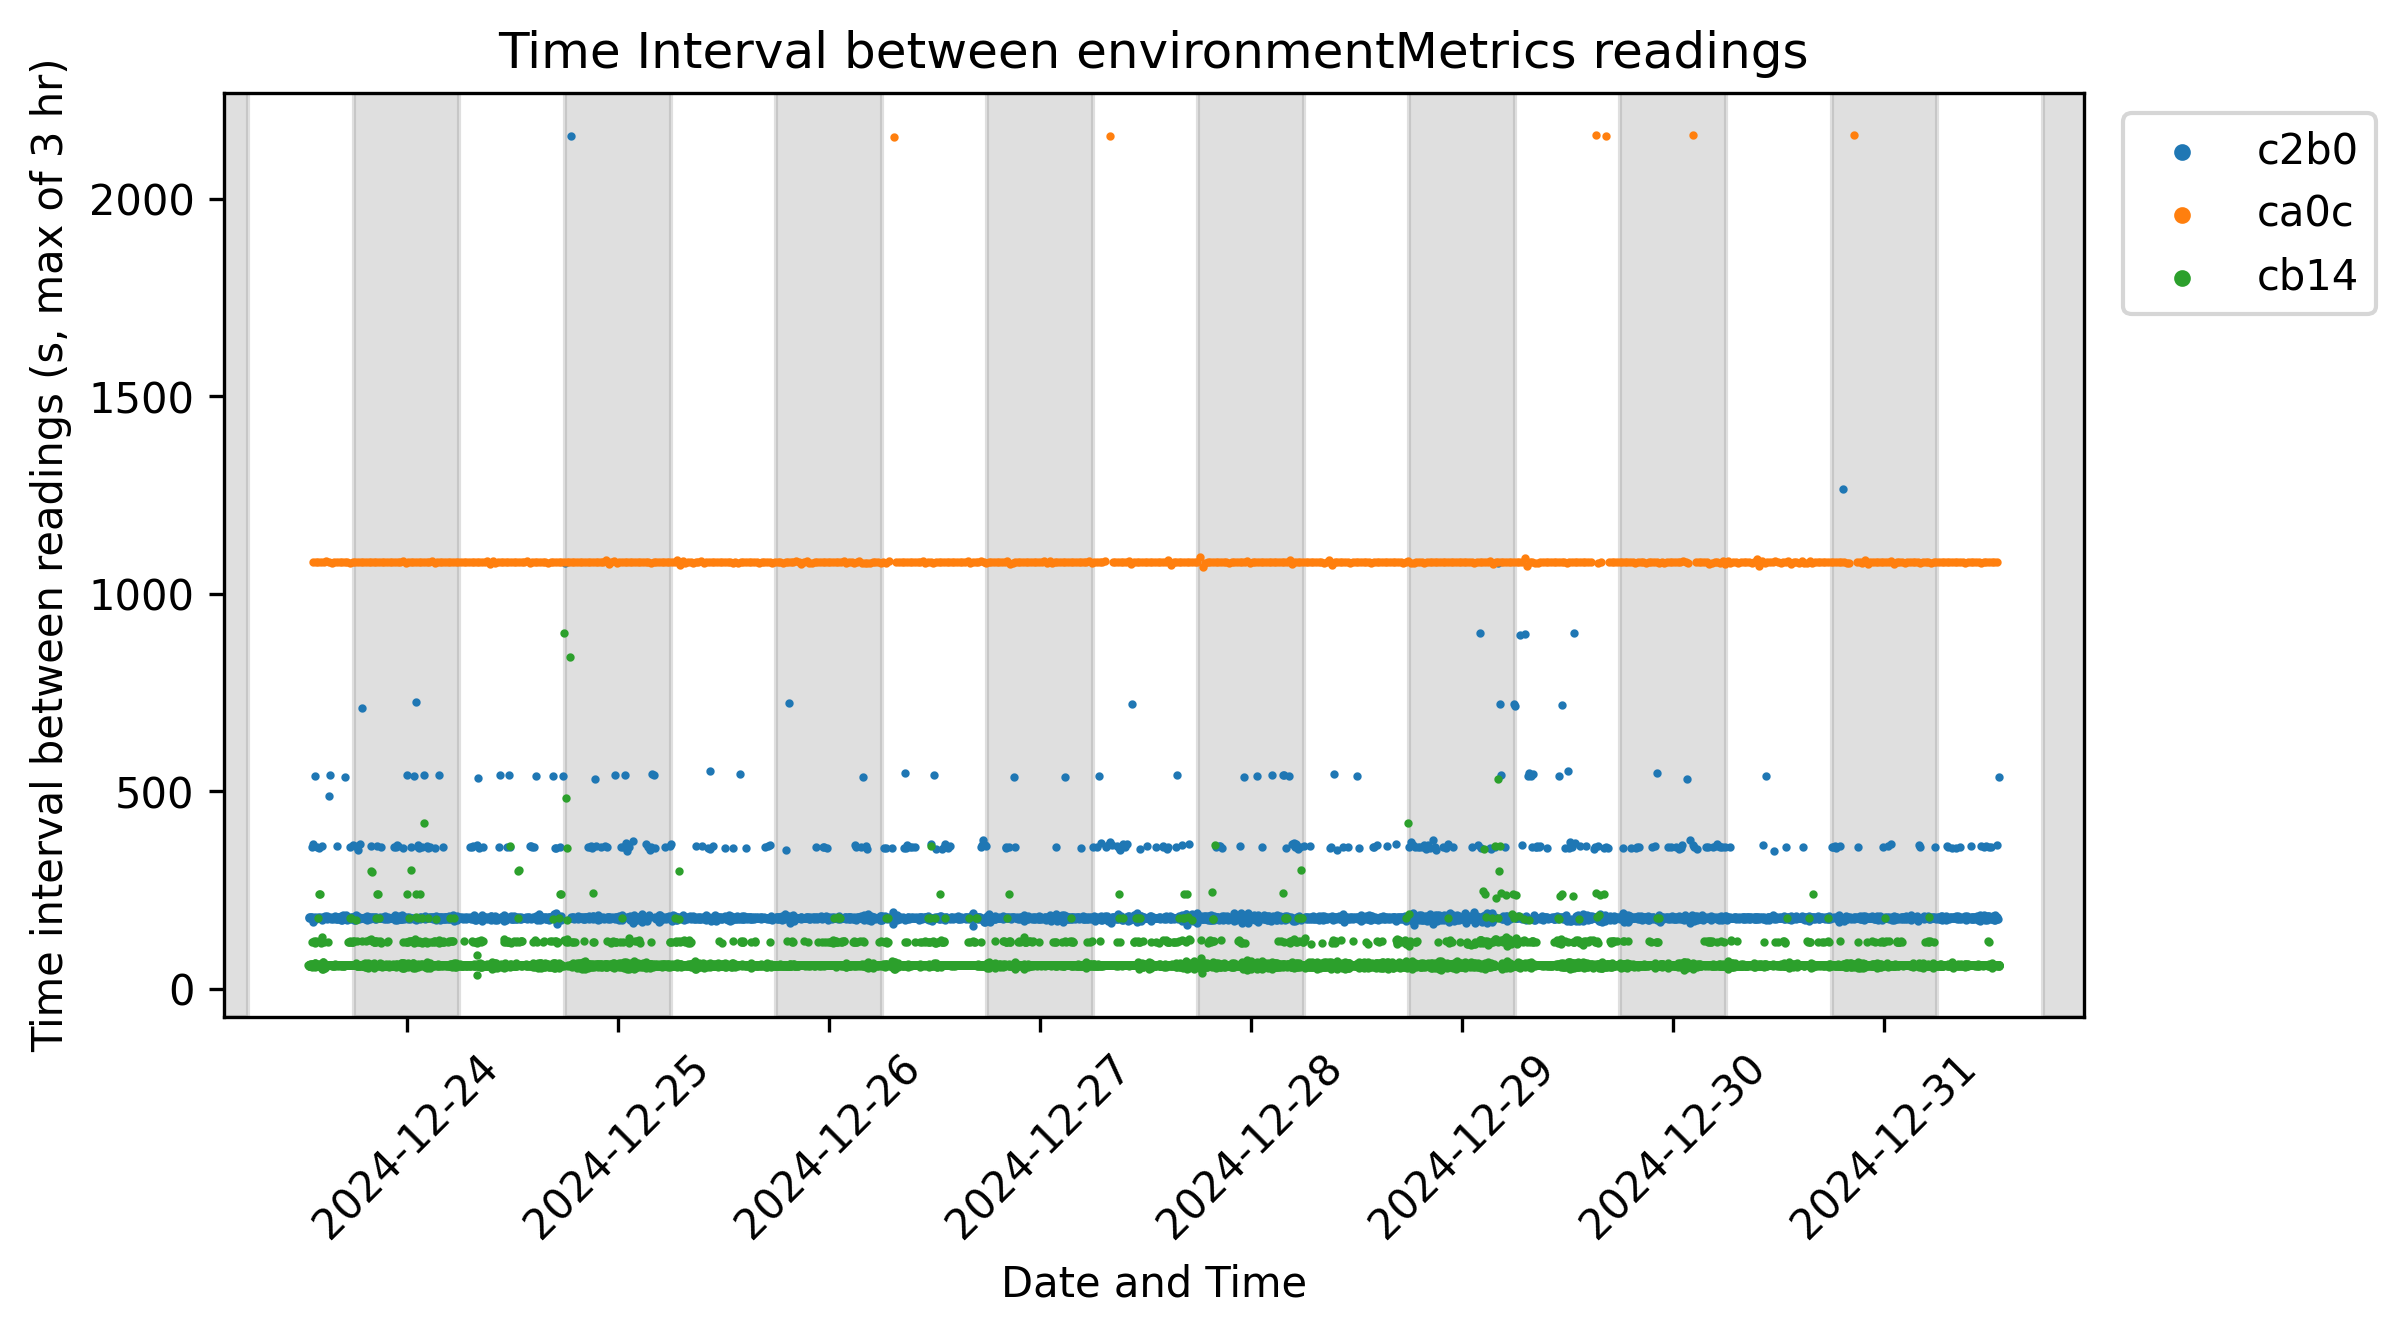 Time Interval between environmentMetrics readings
Time interval between readings (s, max of 3 hr)
2000
1500
1000
500
0
c2b0
ca0c
cb14
2024-12-24
2024-12-25
2024-12-26
2024-12-27
2024-12-28
2024-12-29
2024-12-30
2024-12-31
Date and Time